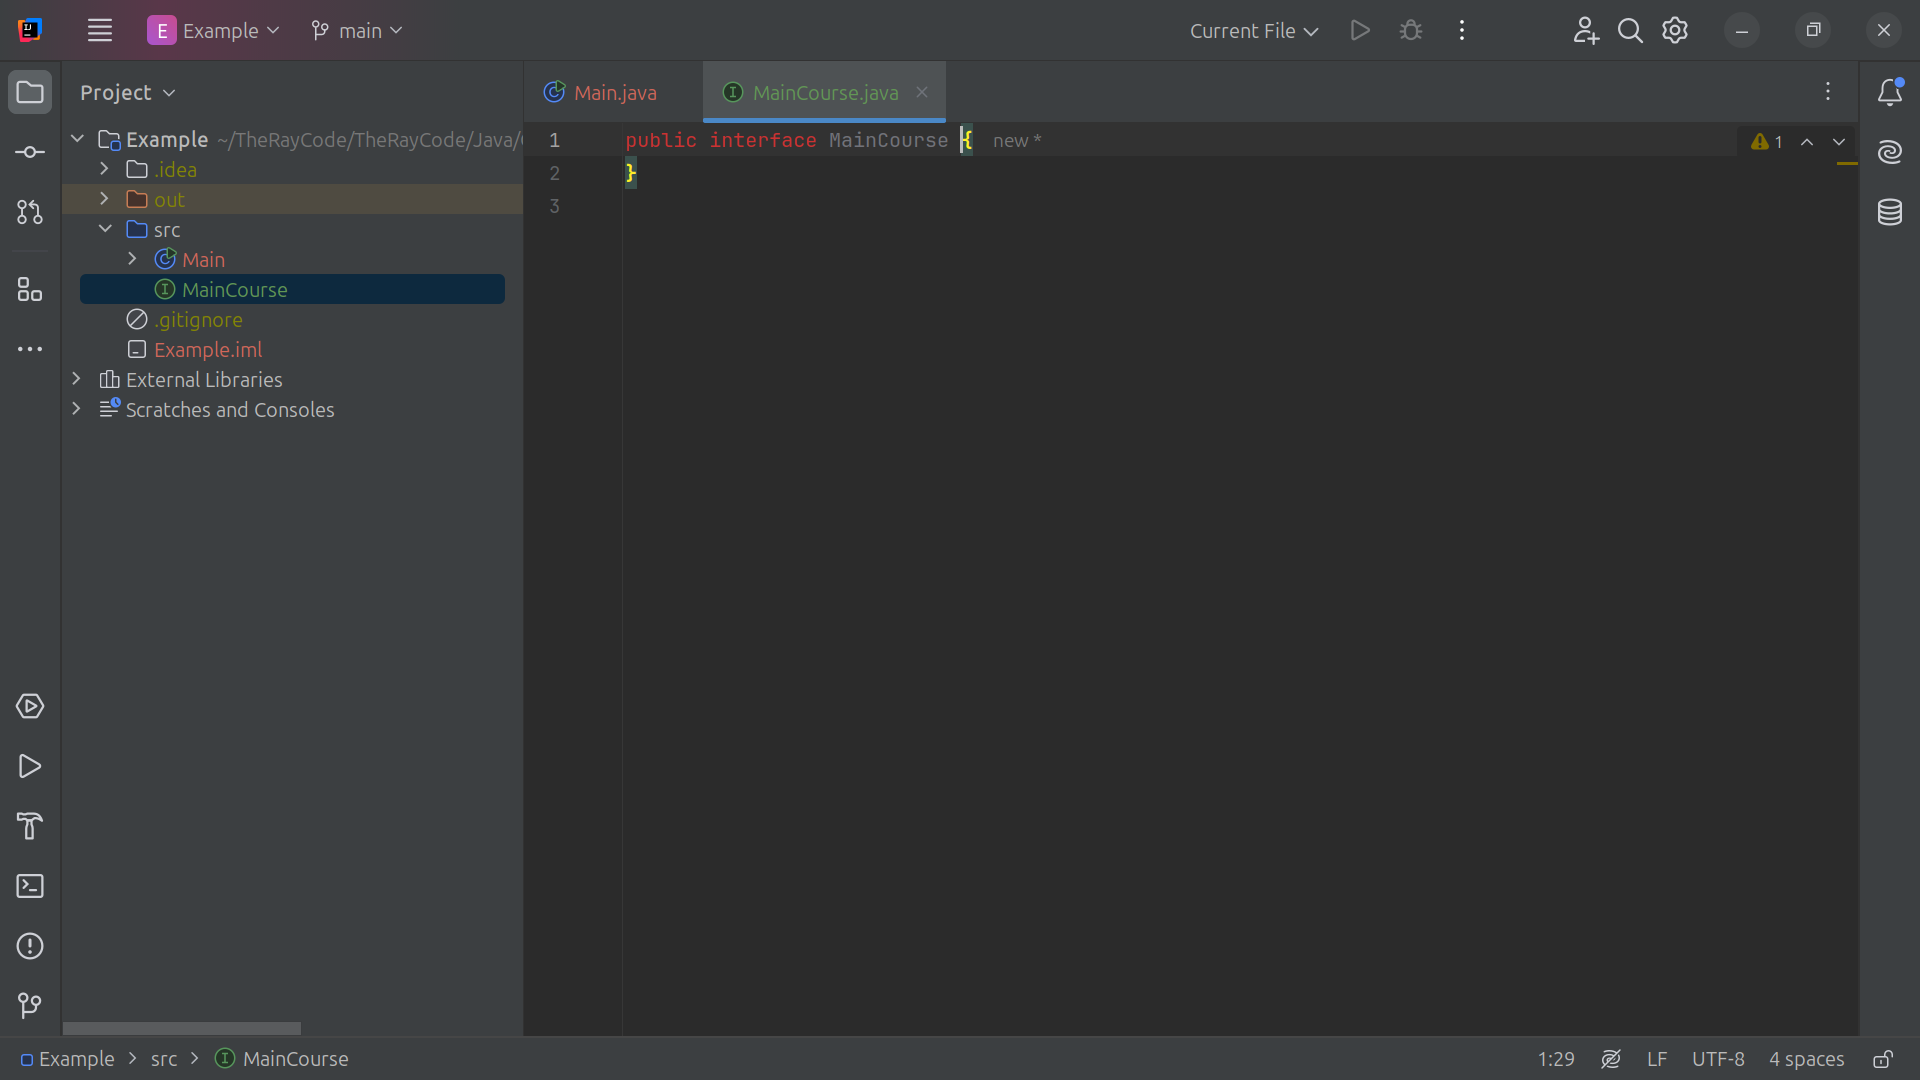 E Example main Current File
Project
Main.java MainCourse.java
Example ~/TheRayCode/TheRayCode/Java/
.idea
out
src
Main
MainCourse
.gitignore
Example.iml
External Libraries
Scratches and Consoles
1 public interface MainCourse { new *
2 }
3
1
Example > src > MainCourse
1:29 LF UTF-8 4 spaces